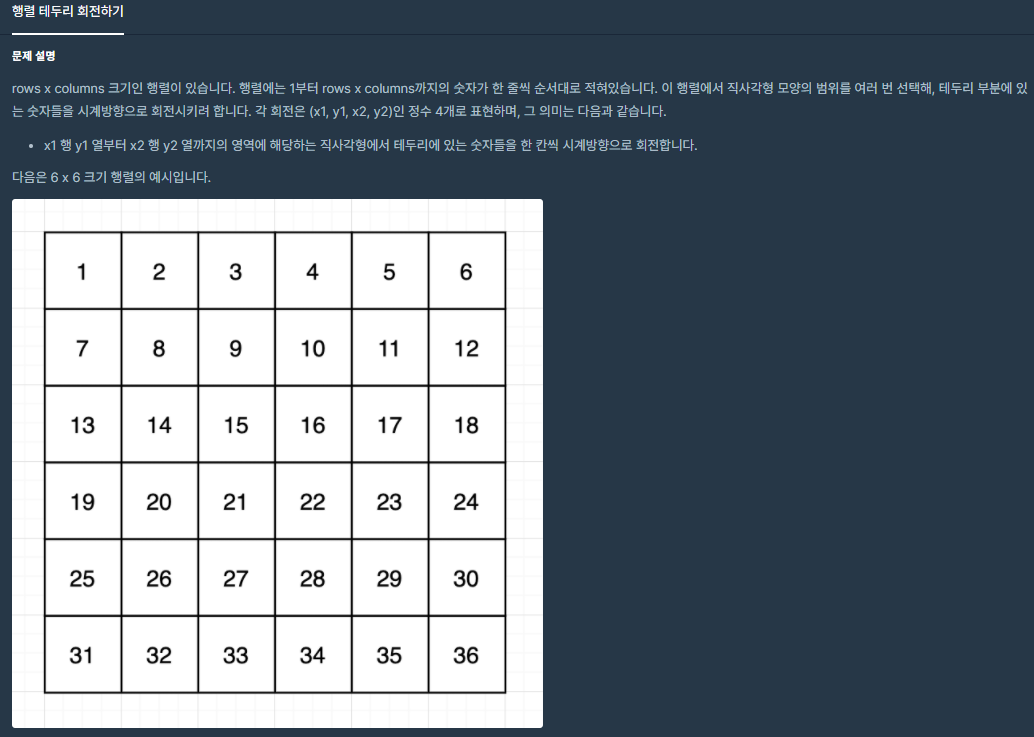 행렬 테두리 회전하기
문제 설명
rows x columns 크기인 행렬이 있습니다. 행렬에는 1부터 rows x columns까지의 숫자가 한 줄씩 순서대로 적혀있습니다. 이 행렬에서 직사각형 모양의 범위를 여러 번 선택해, 테두리 부분에 있
는 숫자들을 시계방향으로 회전시키려 합니다. 각 회전은 (x1, y1, x2, y2)인 정수 4개로 표현하며, 그 의미는 다음과 같습니다.
• x1 행 y1 열부터 x2 행 y2 열까지의 영역에 해당하는 직사각형에서 테두리에 있는 숫자들을 한 칸씩 시계방향으로 회전합니다.
다음은 6 x 6 크기 행렬의 예시입니다.
1 2 3 4 5 6
7 8 9 10 11 12
13 14 15 16 17 18
19 20 21 22 23 24
25 26 27 28 29 30
31 32 33 34 35 36